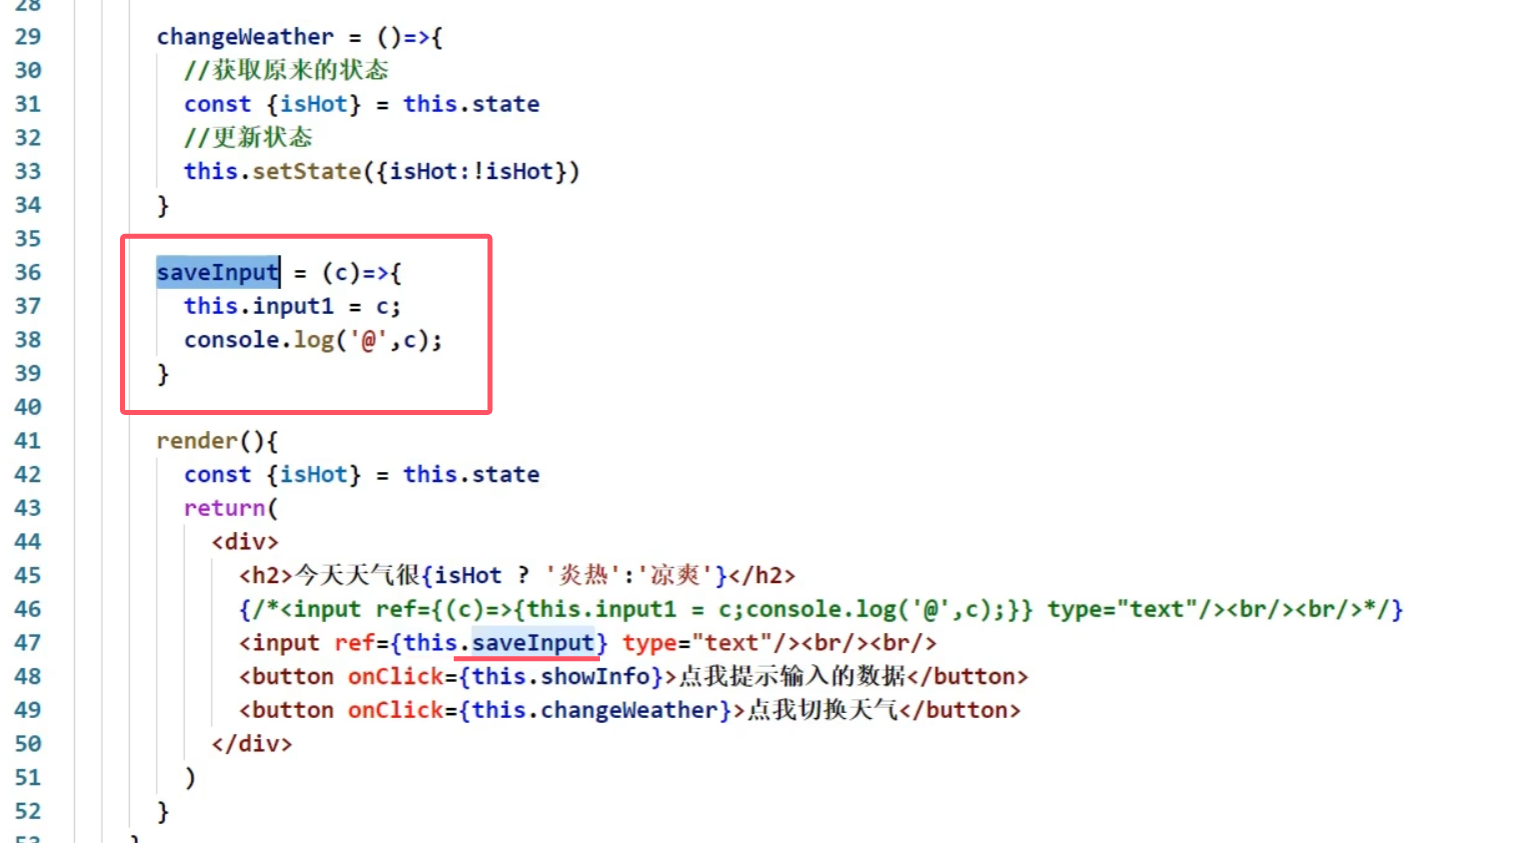 28
29 changeWeather = ()=>{
30 //获取原来的状态
31 const {isHot} = this.state
32 //更新状态
33 this.setState({isHot:!isHot})
34 }
35
36 saveInput = (c)=>{
37 this.input1 = c;
38 console.log('@',c);
39 }
40
41 render(){
42 const {isHot} = this.state
43 return(
44 <div>
45 <h2>今天天气很{isHot ? '炎热':'凉爽'}</h2>
46 {/*<input ref={(c)=>{this.input1 = c;console.log('@',c);}} type="text"/><br/><br/>*/}
47 <input ref={this.saveInput} type="text"/><br/><br/>
48 <button onClick={this.showInfo}>点我提示输入的数据</button>
49 <button onClick={this.changeWeather}>点我切换天气</button>
50 </div>
51 )
52 }
53 }